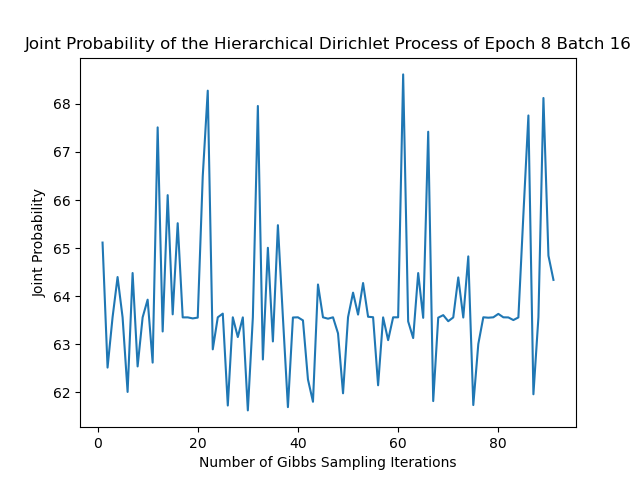 Joint Probability of the Hierarchical Dirichlet Process of Epoch 8 Batch 16
68
67
66
65
64
63
62
Joint Probability
0 20 40 60 80
Number of Gibbs Sampling Iterations